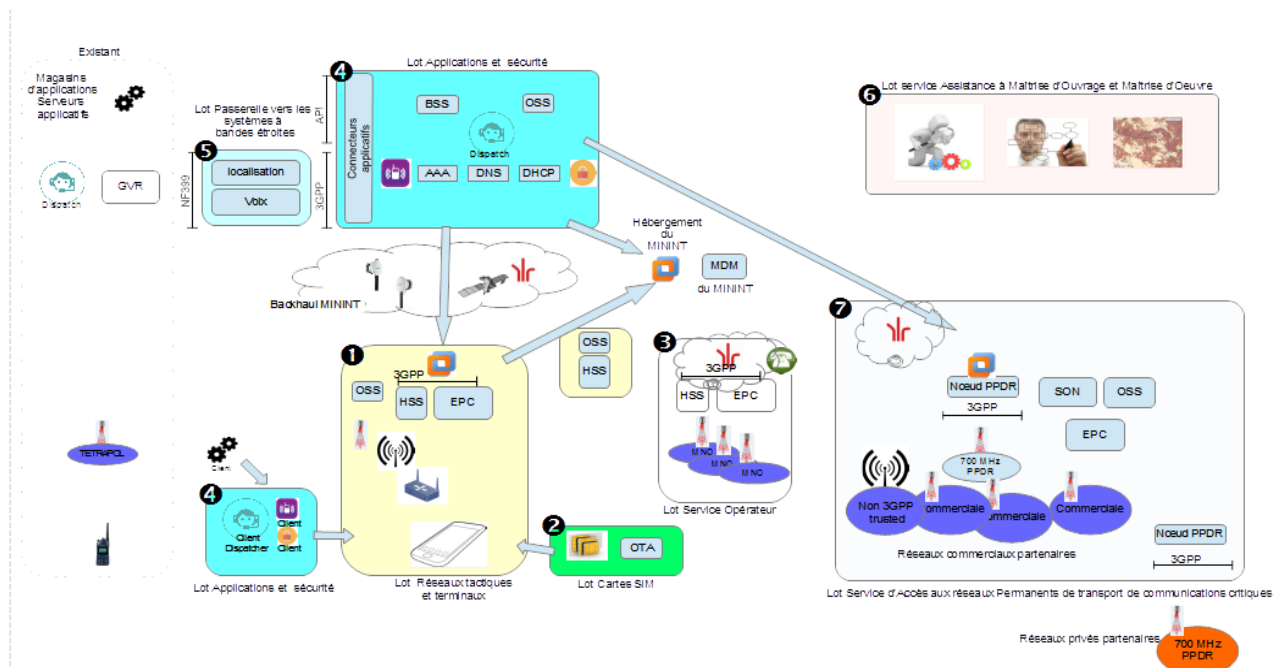 Existant
Magasins
d'applications
Serveurs
applicatifs
Dispatch
GVR
TETRAPOL
Lot Passerelle vers les
systèmes à
bandes étroites
5
NF399
localisation
Voix
3GPP
API
4
Lot Applications et sécurité
Connecteurs
applicatifs
BSS
OSS
Dispatch
AAA
DNS
DHCP
6
Lot service Assistance à Maîtrise d'Ouvrage et Maîtrise d'Oeuvre
Hébergement
du
MININT
MDM
du MININT
Backhaul MININT
1
3GPP
OSS
HSS
EPC
Lot Réseaux tactiques
et terminaux
OSS
HSS
3
3GPP
HSS
EPC
MNO
MNO
MNO
Lot Service Opérateur
Client
4
Client
Dispatcher
Client
Client
Lot Applications et sécurité
2
OTA
Lot Cartes SIM
7
Nœud PPDR
3GPP
SON
OSS
EPC
700 MHz
PPDR
Non 3GPP
trusted
ommerciale
ommerciale
Commerciale
Réseaux commerciaux partenaires
Nœud PPDR
3GPP
Lot Service d'Accès aux réseaux Permanents de transport de communications critiques
Réseaux privés partenaires
700 MHz
PPDR